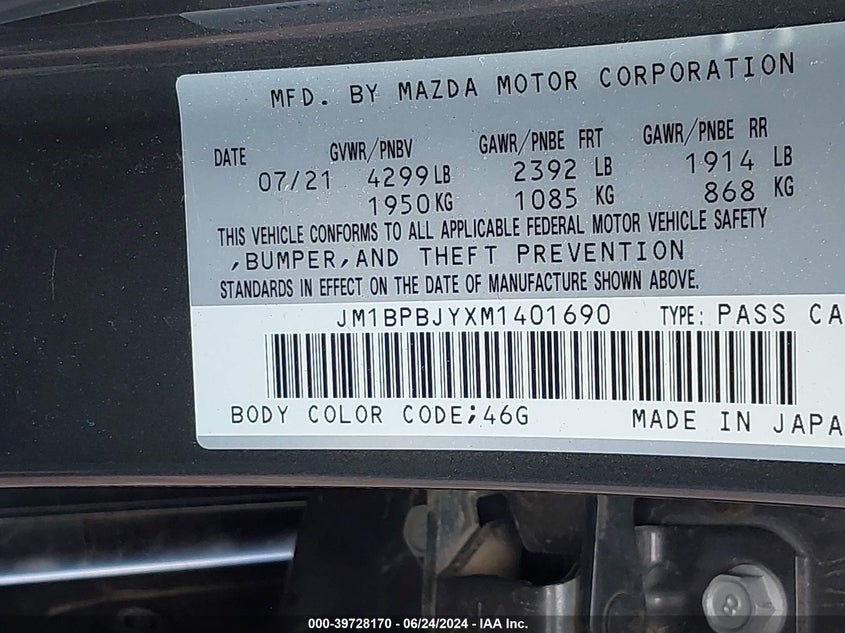 MFD. BY MAZDA MOTOR CORPORATION
DATE GVWR/PNBV GAWR/PNBE FRT GAWR/PNBE RR
07/21 4299LB 2392 LB 1914 LB
1950KG 1085 KG 868 KG
THIS VEHICLE CONFORMS TO ALL APPLICABLE FEDERAL MOTOR VEHICLE SAFETY
,BUMPER,AND THEFT PREVENTION
STANDARDS IN EFFECT ON THE DATE OF MANUFACTURE SHOWN ABOVE.
JM1BPBJYXM1401690 TYPE: PASS CA
BODY COLOR CODE;46G MADE IN JAPA
000-39728170 - 06/24/2024 - IAA Inc.